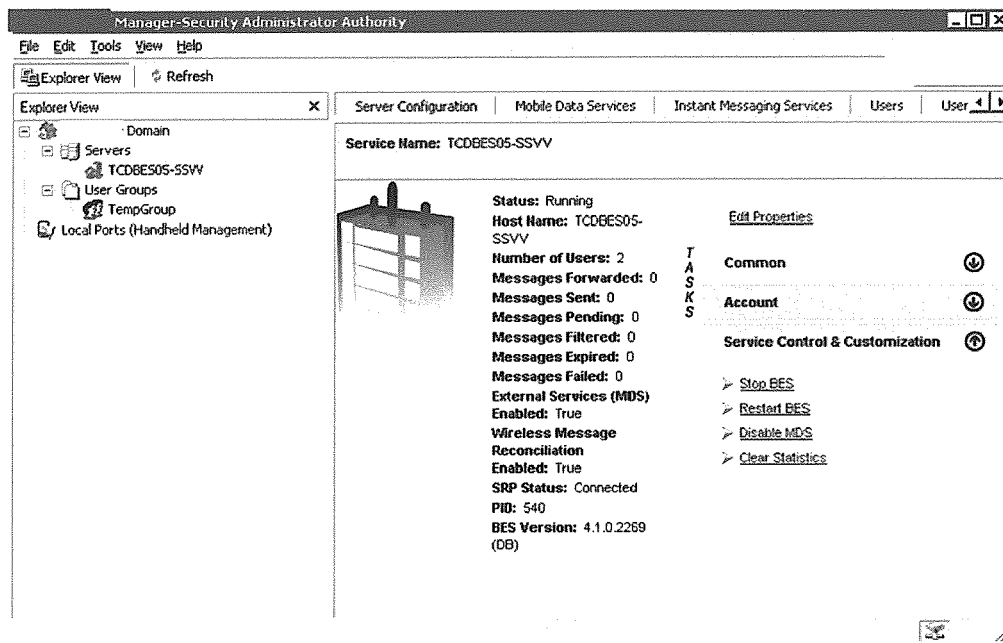 Manager-Security Administrator Authority
File Edit Tools View Help
Explorer View Refresh
Explorer View
Domain
Servers
TCDBES05-SSVV
User Groups
TempGroup
Local Ports (Handheld Management)
Server Configuration Mobile Data Services Instant Messaging Services Users User
Service Name: TCDBES05-SSVV
Status: Running
Host Name: TCDBES05-
SSVV
Number of Users: 2
Messages Forwarded: 0
Messages Sent: 0
Messages Pending: 0
Messages Filtered: 0
Messages Expired: 0
Messages Failed: 0
External Services (MDS)
Enabled: True
Wireless Message
Reconciliation
Enabled: True
SRP Status: Connected
PID: 540
BES Version: 4.1.0.2269
(DB)
TASKS
Edit Properties
Common
Account
Service Control & Customization
Stop BES
Restart BES
Disable MDS
Clear Statistics